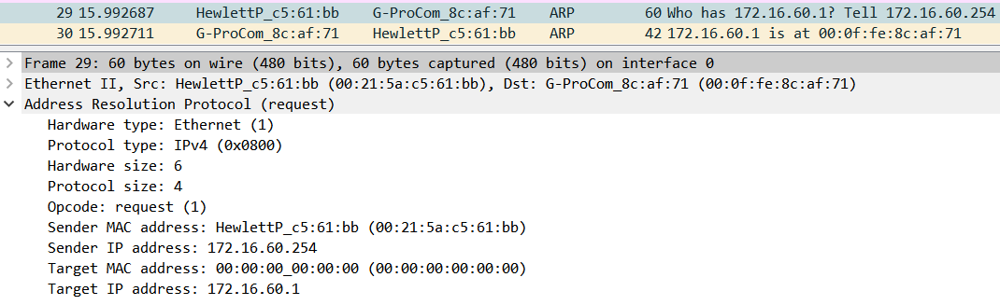 29 15.992687 HewlettP_c5:61:bb G-ProCom_8c:af:71 ARP 60 Who has 172.16.60.1? Tell 172.16.60.254
30 15.992711 G-ProCom_8c:af:71 HewlettP_c5:61:bb ARP 42 172.16.60.1 is at 00:0f:fe:8c:af:71
Frame 29: 60 bytes on wire (480 bits), 60 bytes captured (480 bits) on interface 0
Ethernet II, Src: HewlettP_c5:61:bb (00:21:5a:c5:61:bb), Dst: G-ProCom_8c:af:71 (00:0f:fe:8c:af:71)
Address Resolution Protocol (request)
Hardware type: Ethernet (1)
Protocol type: IPv4 (0x0800)
Hardware size: 6
Protocol size: 4
Opcode: request (1)
Sender MAC address: HewlettP_c5:61:bb (00:21:5a:c5:61:bb)
Sender IP address: 172.16.60.254
Target MAC address: 00:00:00_00:00:00 (00:00:00:00:00:00)
Target IP address: 172.16.60.1